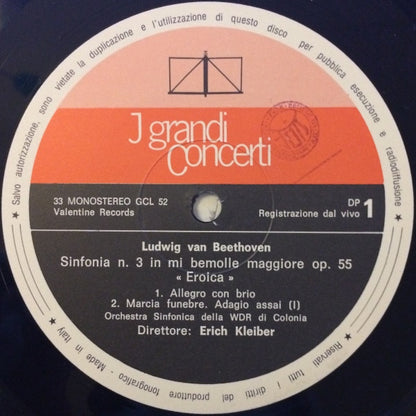 ★ Salvo autorizzazione, sono vietate la duplicazione e l'utilizzazione di questo disco per pubblica esecuzione e radiodiffusione ★
I grandi
Concerti
33 MONOSTEREO GCL 52
Valentine Records
DP 1
Registrazione dal vivo
Ludwig van Beethoven
Sinfonia n. 3 in mi bemolle maggiore op. 55
« Eroica »
1. Allegro con brio
2. Marcia funebre. Adagio assai (I)
Orchestra Sinfonica della WDR di Colonia
Direttore: Erich Kleiber
Riservati tutti i diritti del produttore fonografico - Made in Italy